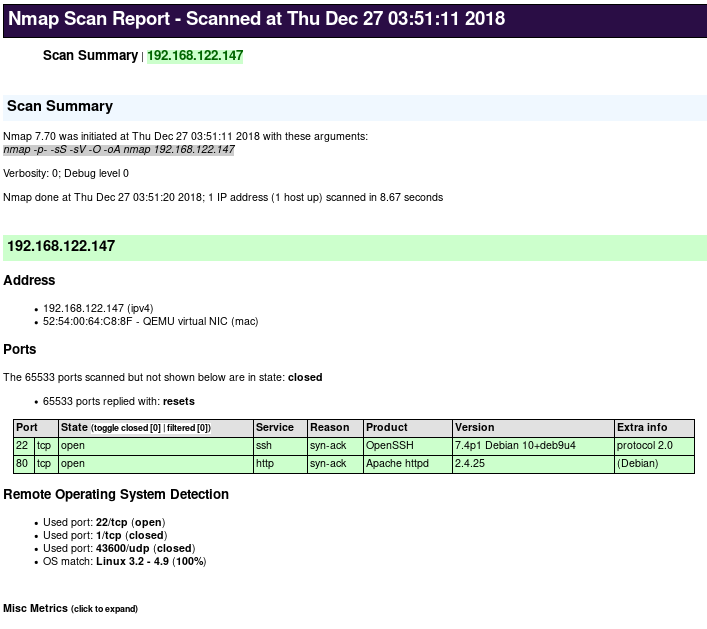 Nmap Scan Report - Scanned at Thu Dec 27 03:51:11 2018
Scan Summary | 192.168.122.147
Scan Summary
Nmap 7.70 was initiated at Thu Dec 27 03:51:11 2018 with these arguments:
nmap -p- -sS -sV -O -oA nmap 192.168.122.147
Verbosity: 0; Debug level 0
Nmap done at Thu Dec 27 03:51:20 2018; 1 IP address (1 host up) scanned in 8.67 seconds
192.168.122.147
Address
• 192.168.122.147 (ipv4)
• 52:54:00:64:C8:8F - QEMU virtual NIC (mac)
Ports
The 65533 ports scanned but not shown below are in state: closed
• 65533 ports replied with: resets
Port State (toggle closed [0] | filtered [0]) Service Reason Product Version Extra info
22 tcp open ssh syn-ack OpenSSH 7.4p1 Debian 10+deb9u4 protocol 2.0
80 tcp open http syn-ack Apache httpd 2.4.25 (Debian)
Remote Operating System Detection
• Used port: 22/tcp (open)
• Used port: 1/tcp (closed)
• Used port: 43600/udp (closed)
• OS match: Linux 3.2 - 4.9 (100%)
Misc Metrics (click to expand)